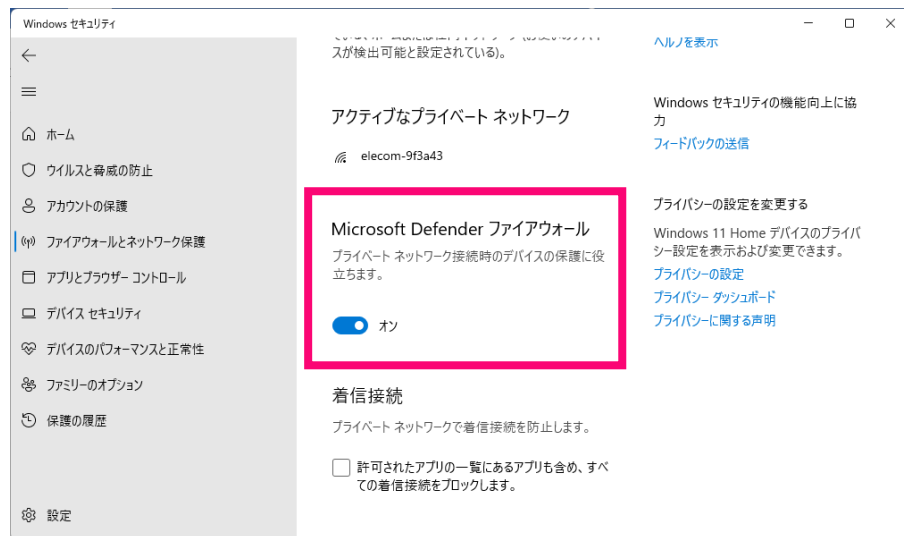 Windows セキュリティ
ホーム
ウイルスと脅威の防止
アカウントの保護
ファイアウォールとネットワーク保護
アプリとブラウザー コントロール
デバイス セキュリティ
デバイスのパフォーマンスと正常性
ファミリーのオプション
保護の履歴
設定
スが検出可能と設定されている)。
アクティブなプライベート ネットワーク
elecom-9f3a43
Microsoft Defender ファイアウォール
プライベート ネットワーク接続時のデバイスの保護に役
立ちます。
オン
着信接続
プライベート ネットワークで着信接続を防止します。
許可されたアプリの一覧にあるアプリも含め、すべ
ての着信接続をブロックします。
ヘルプを表示
Windows セキュリティの機能向上に協
力
フィードバックの送信
プライバシーの設定を変更する
Windows 11 Home デバイスのプライバ
シー設定を表示および変更できます。
プライバシーの設定
プライバシー ダッシュボード
プライバシーに関する声明